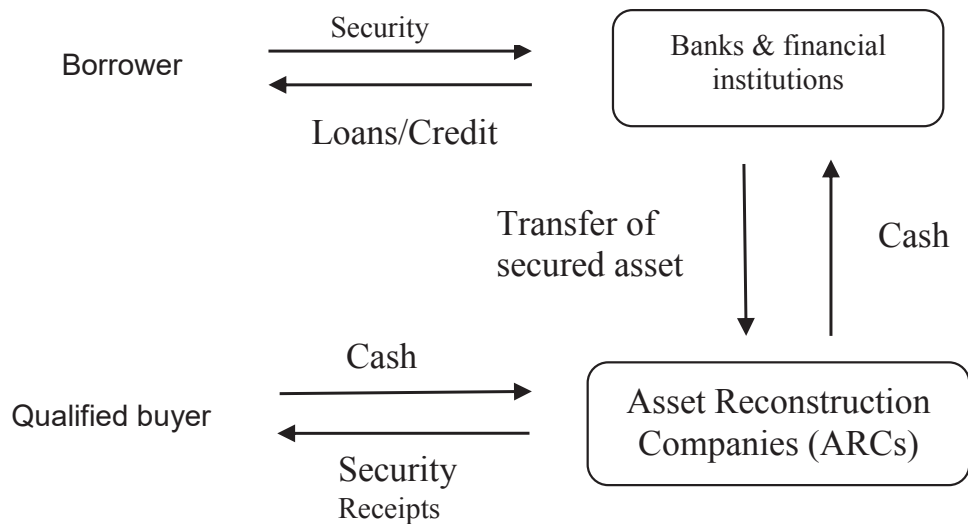 Security
Borrower
Banks & financial
institutions
Loans/Credit
Transfer of
secured asset
Cash
Cash
Qualified buyer
Asset Reconstruction
Companies (ARCs)
Security
Receipts